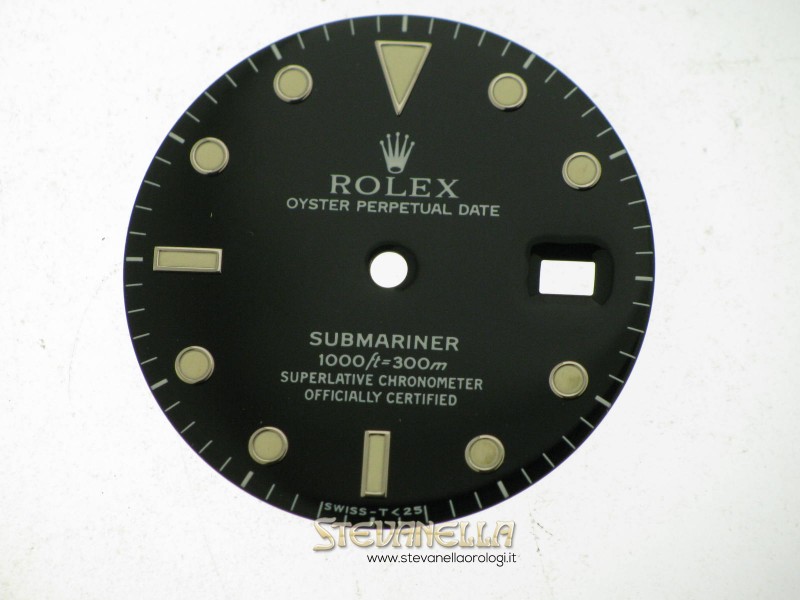 ROLEX
OYSTER PERPETUAL DATE
SUBMARINER
1000ft=300m
SUPERLATIVE CHRONOMETER
OFFICIALLY CERTIFIED
SWISS-T<25
STEVANELLA
www.stevanellaorologi.it